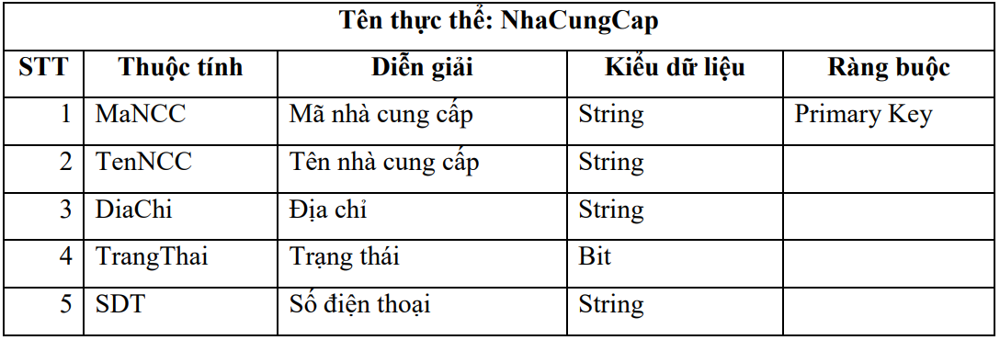 Tên thực thể: NhaCungCap
STT Thuộc tính Diễn giải Kiểu dữ liệu Ràng buộc
1 MaNCC Mã nhà cung cấp String Primary Key
2 TenNCC Tên nhà cung cấp String
3 DiaChi Địa chỉ String
4 TrangThai Trạng thái Bit
5 SDT Số điện thoại String